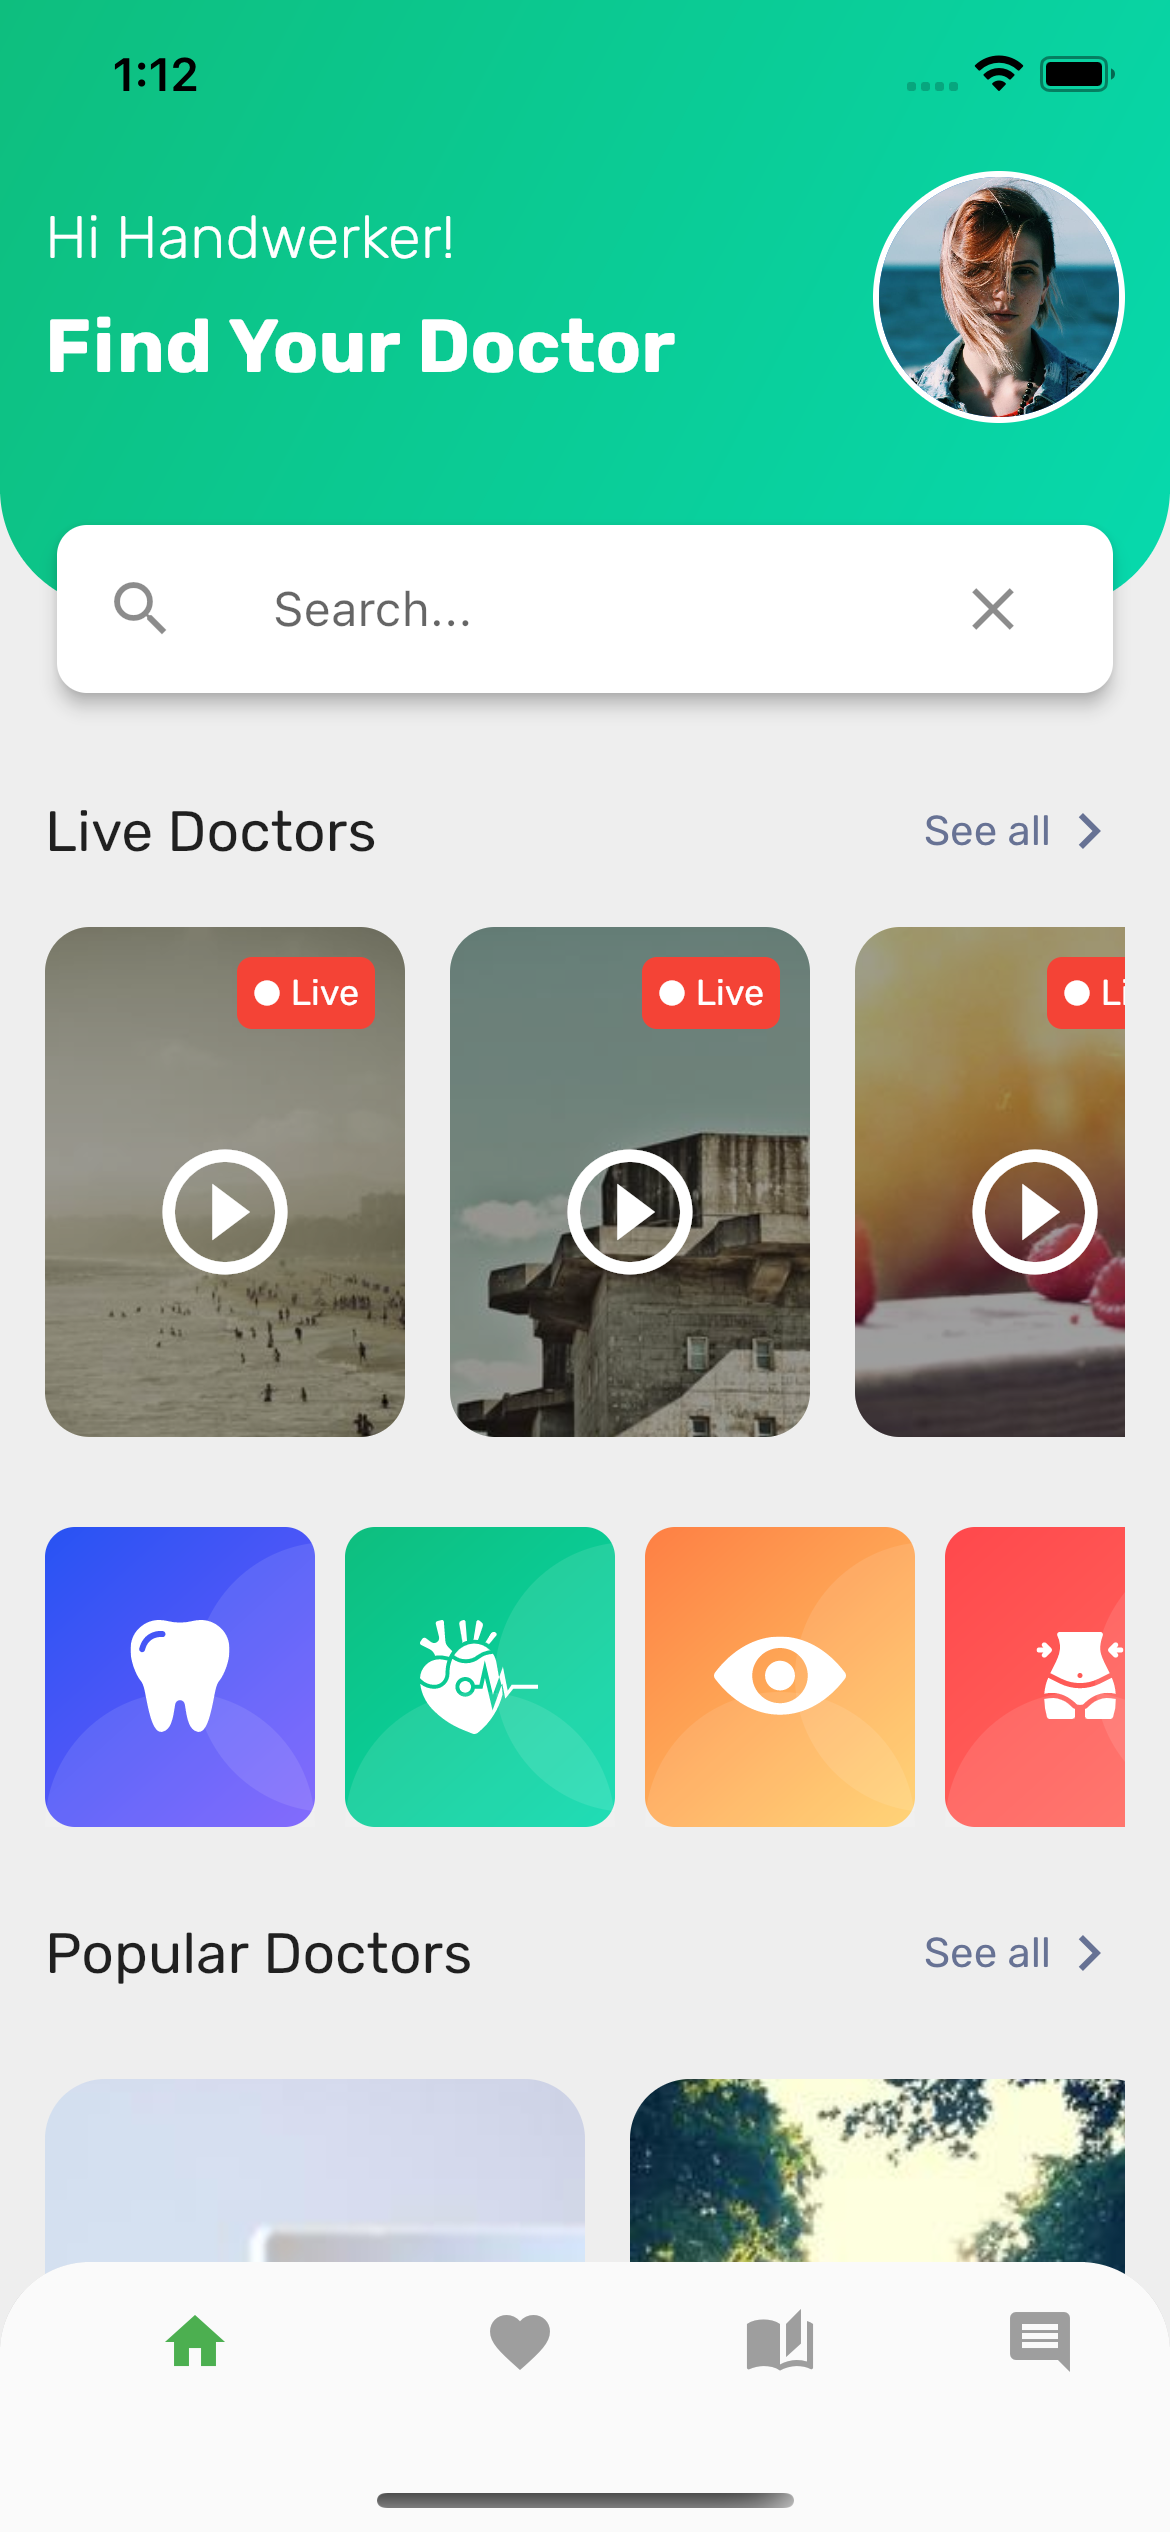 1:12
Hi Handwerker!
Find Your Doctor
Search...
Live Doctors
See all
Live
Live
Li
Popular Doctors
See all